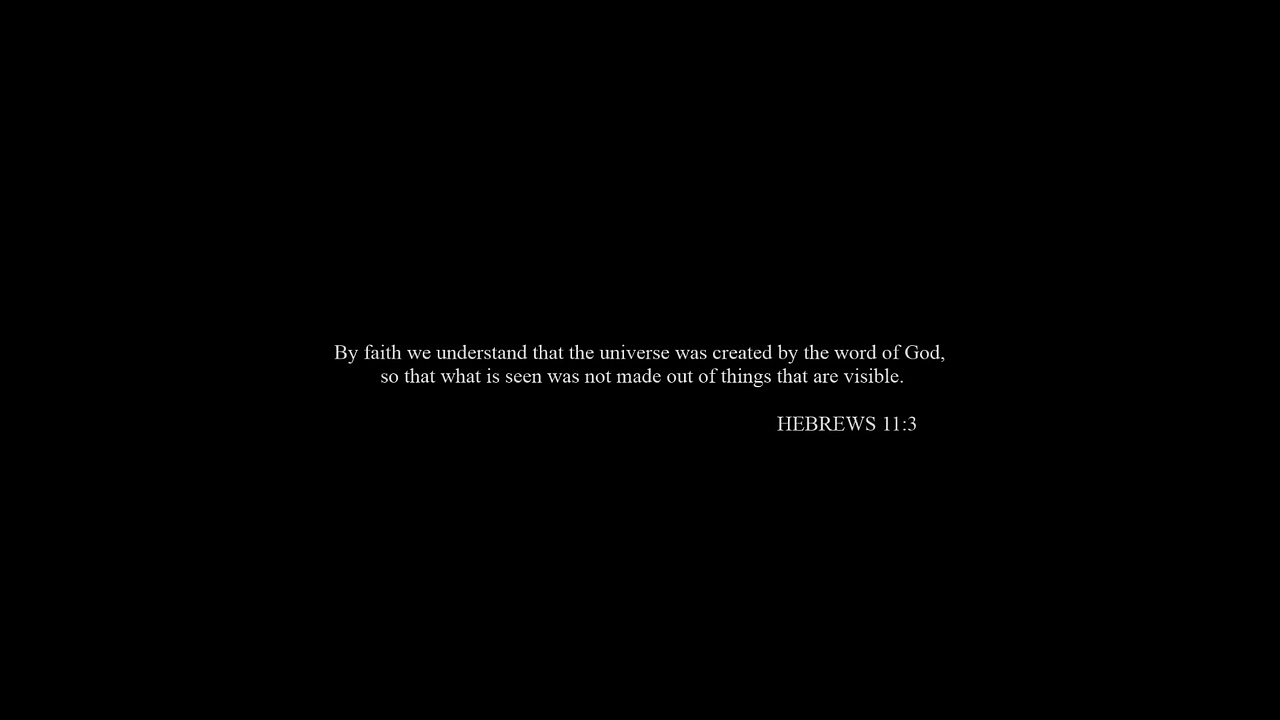 By faith we understand that the universe was created by the word of God,
so that what is seen was not made out of things that are visible.
HEBREWS 11:3